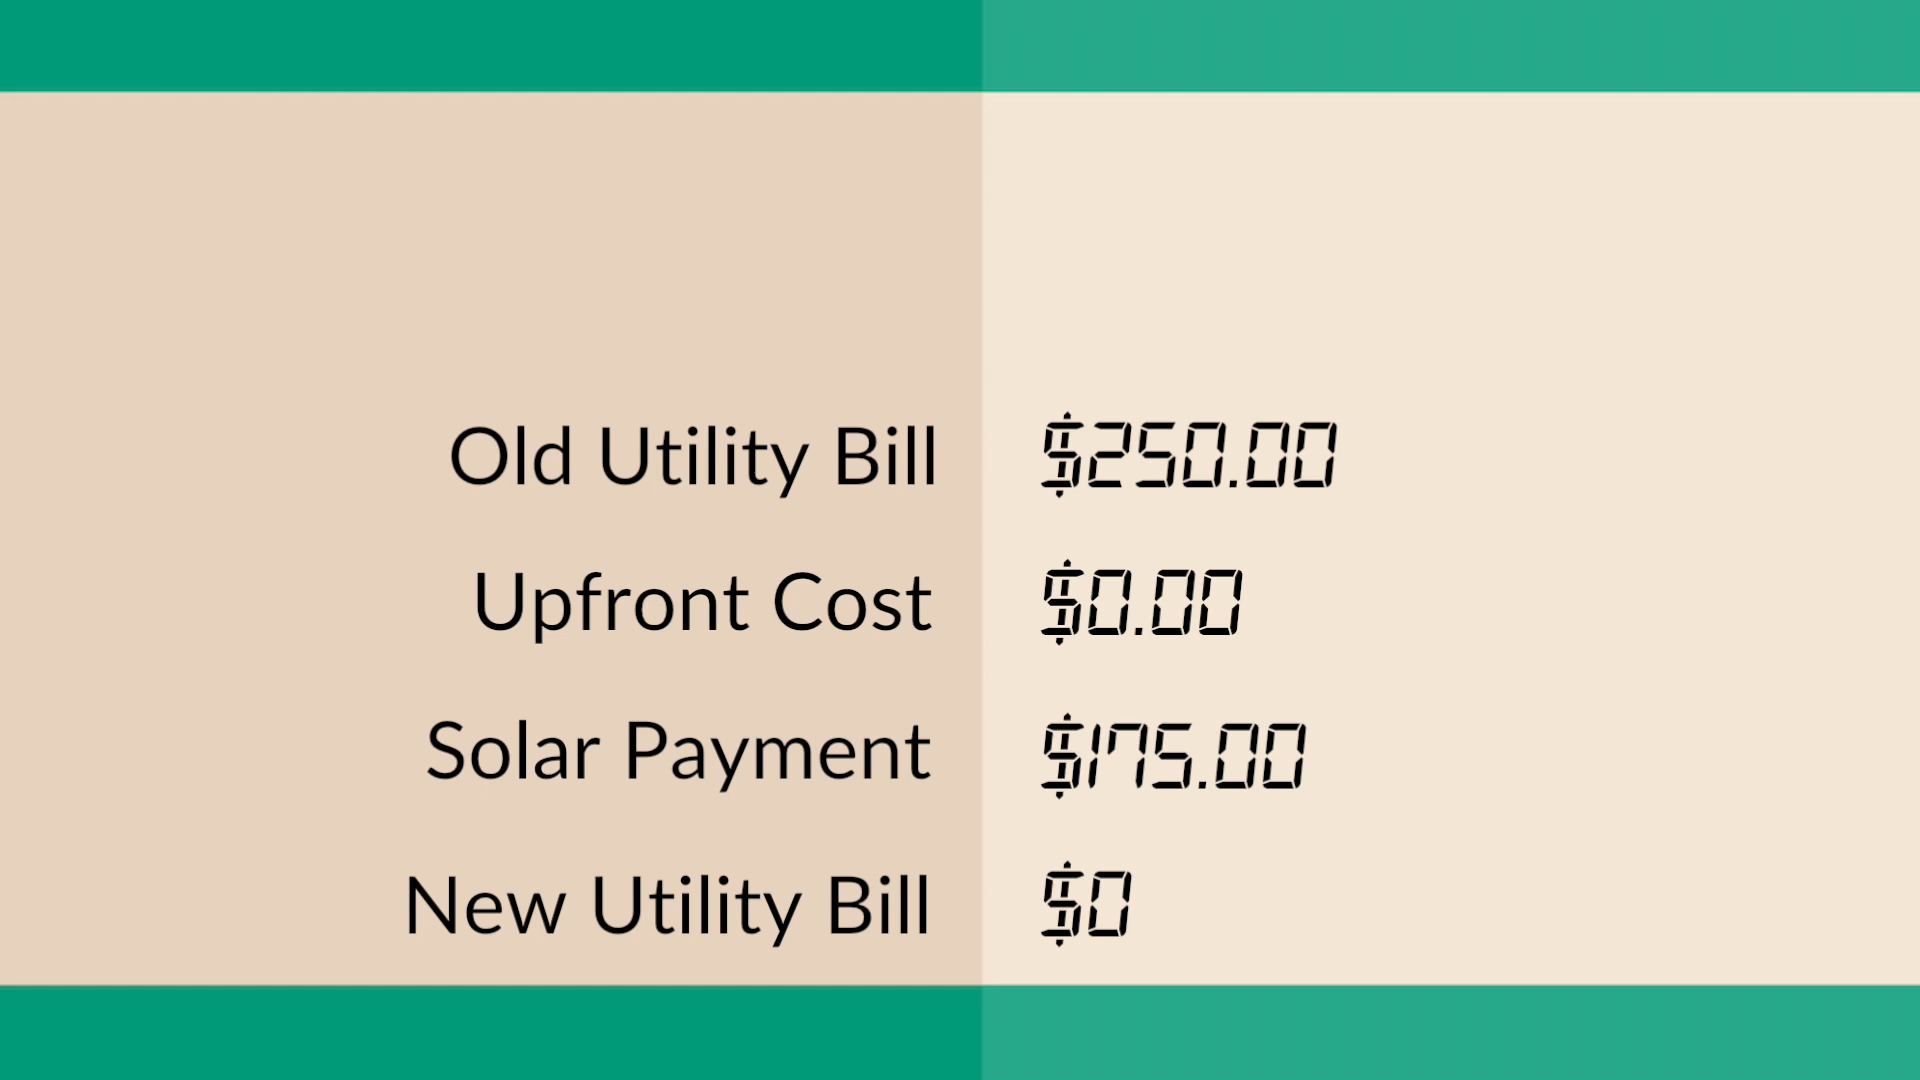 Old Utility Bill $250.00
Upfront Cost $0.00
Solar Payment $175.00
New Utility Bill $0